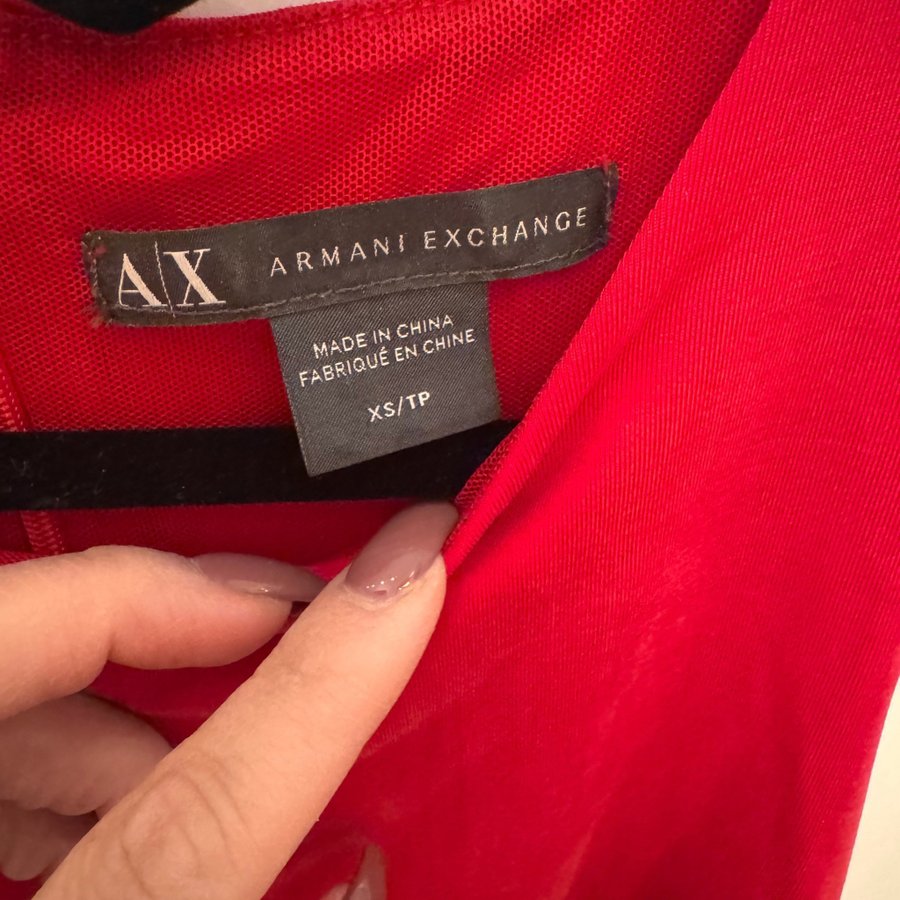 A|X ARMANI EXCHANGE
MADE IN CHINA
FABRIQUÉ EN CHINE
XS/TP